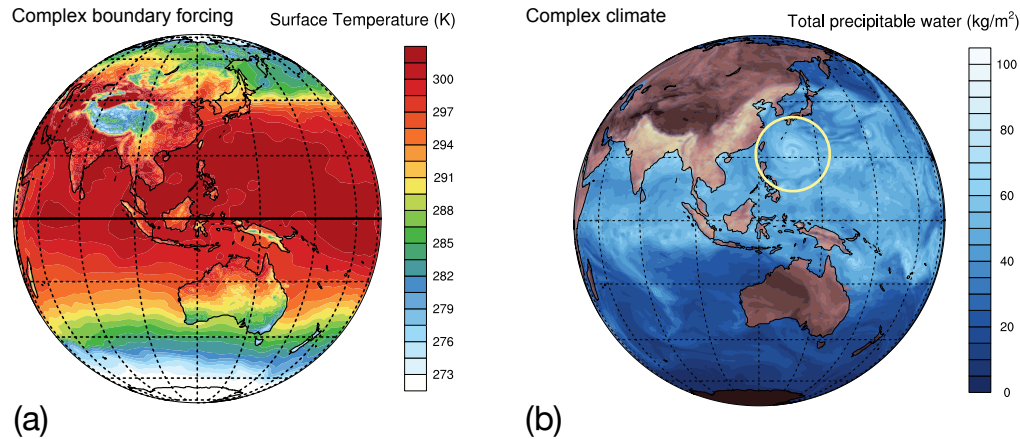 Complex boundary forcing
Surface Temperature (K)
300
297
294
291
288
285
282
279
276
273
(a)
Complex climate
Total precipitable water (kg/m²)
100
80
60
40
20
0
(b)